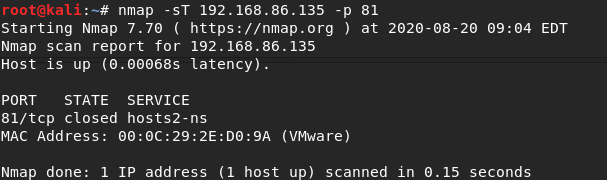 root@kali:~# nmap -sT 192.168.86.135 -p 81
Starting Nmap 7.70 ( https://nmap.org ) at 2020-08-20 09:04 EDT
Nmap scan report for 192.168.86.135
Host is up (0.00068s latency).

PORT   STATE  SERVICE
81/tcp closed hosts2-ns
MAC Address: 00:0C:29:2E:D0:9A (VMware)

Nmap done: 1 IP address (1 host up) scanned in 0.15 seconds